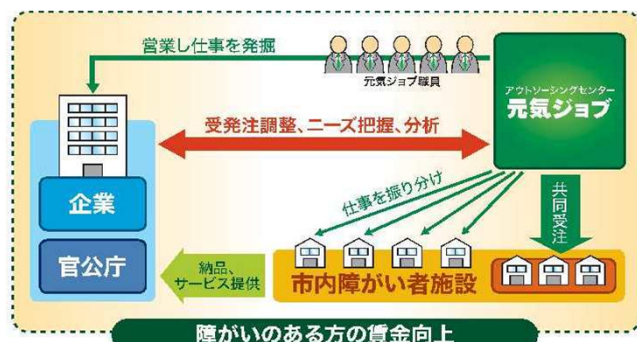 営業し仕事を発掘
元気ジョブ職員
アウトソーシングセンター
元気ジョブ
受発注調整、ニーズ把握、分析
企業
官公庁
仕事を振り分け
共同受注
納品、
サービス提供
市内障がい者施設
障がいのある方の賃金向上